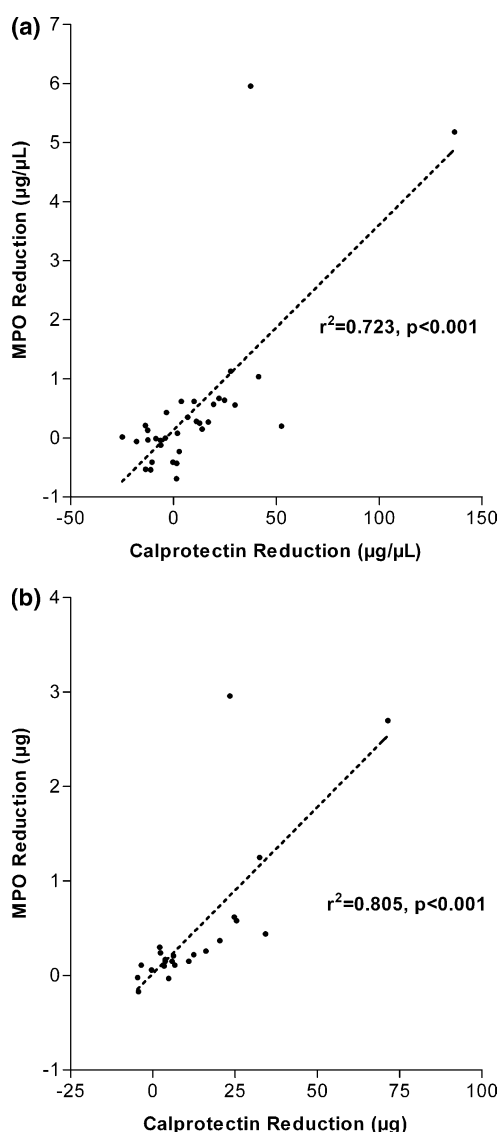 (a)
7
6
5
4
3
2
1
0
-1
MPO Reduction (µg/µL)
r²=0.723, p<0.001
-50 0 50 100 150
Calprotectin Reduction (µg/µL)
(b)
4
3
2
1
0
-1
MPO Reduction (µg)
r²=0.805, p<0.001
-25 0 25 50 75 100
Calprotectin Reduction (µg)